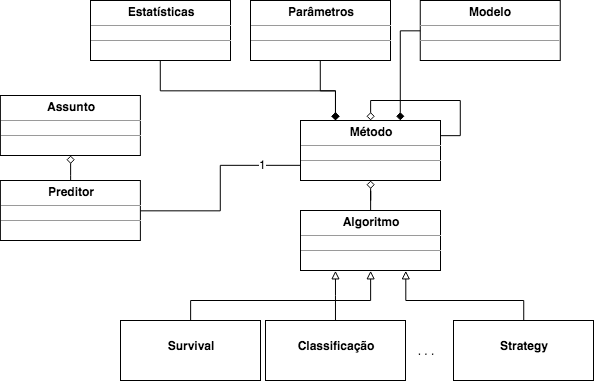 Estatísticas
Parâmetros
Modelo
Assunto
Método
1
Preditor
Algoritmo
Survival
Classificação
. . .
Strategy